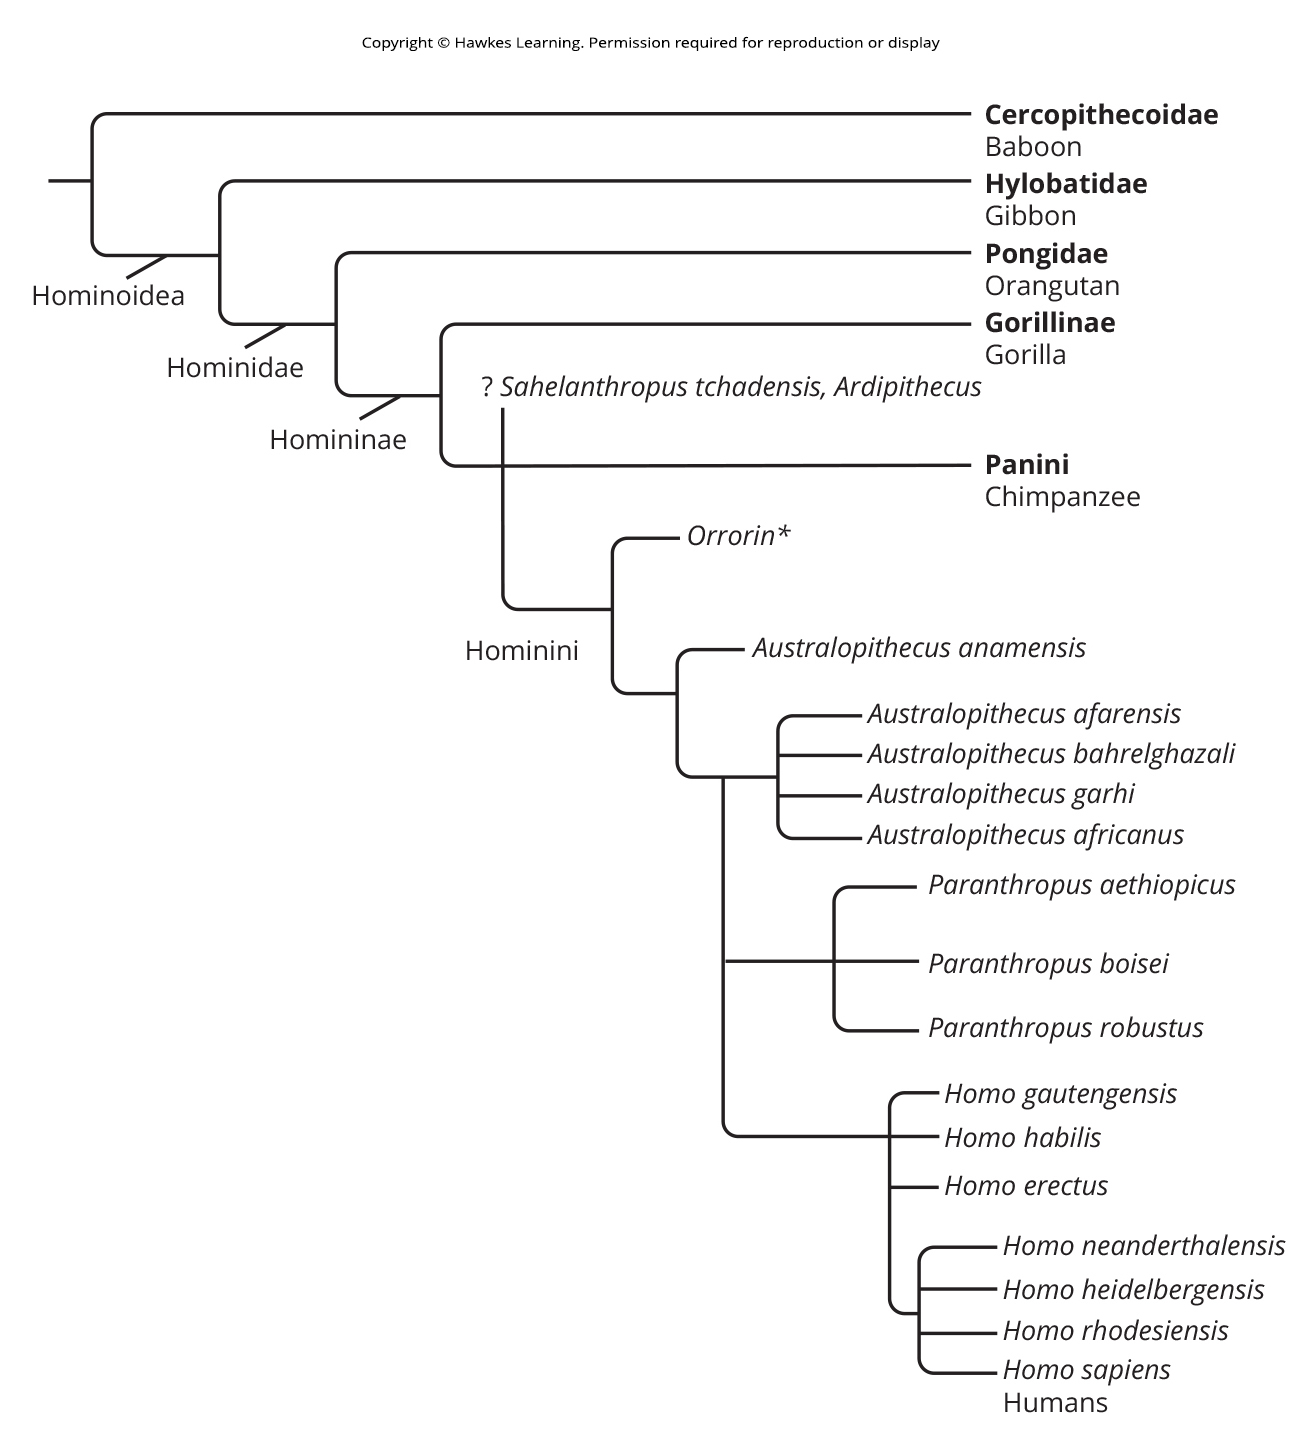 Copyright © Hawkes Learning. Permission required for reproduction or display
Cercopithecoidae
Baboon
Hylobatidae
Gibbon
Pongidae
Orangutan
Hominoidea
Gorillinae
Gorilla
Hominidae
? Sahelanthropus tchadensis, Ardipithecus
Homininae
Panini
Chimpanzee
Orrorin*
Hominini
Australopithecus anamensis
Australopithecus afarensis
Australopithecus bahrelghazali
Australopithecus garhi
Australopithecus africanus
Paranthropus aethiopicus
Paranthropus boisei
Paranthropus robustus
Homo gautengensis
Homo habilis
Homo erectus
Homo neanderthalensis
Homo heidelbergensis
Homo rhodesiensis
Homo sapiens
Humans